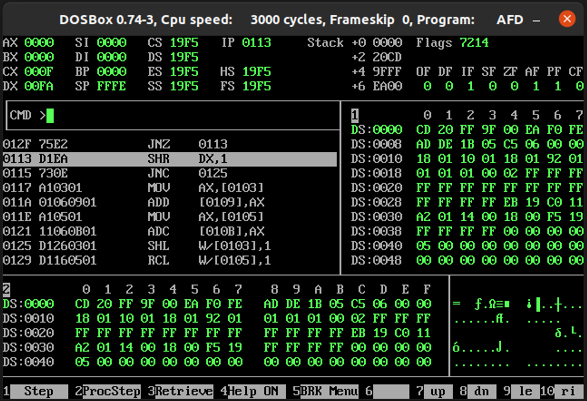 DOSBox 0.74-3, Cpu speed: 3000 cycles, Frameskip 0, Program: AFD
AX 0000 SI 0000 CS 19F5 IP 0113 Stack +0 0000 Flags 7214
BX 0000 DI 0000 DS 19F5 +2 20CD
CX 000F BP 0000 ES 19F5 HS 19F5 +4 9FFF OF DF IF SF ZF AF PF CF
DX 00FA SP FFFE SS 19F5 FS 19F5 +6 EA00 0 0 1 0 0 1 1 0
CMD >
1 0 1 2 3 4 5 6 7
DS:0000 CD 20 FF 9F 00 EA F0 FE
DS:0008 AD DE 1B 05 C5 06 00 00
DS:0010 18 01 10 01 18 01 92 01
DS:0018 01 01 01 00 02 FF FF FF
DS:0020 FF FF FF FF FF FF FF FF
DS:0028 FF FF FF FF EB 19 C0 11
DS:0030 A2 01 14 00 18 00 F5 19
DS:0038 FF FF FF FF 00 00 00 00
DS:0040 05 00 00 00 00 00 00 00
DS:0048 00 00 00 00 00 00 00 00
012F 75E2 JNZ 0113
0113 D1EA SHR DX,1
0115 730E JNC 0125
0117 A10301 MOV AX,[0103]
011A 01060901 ADD [0109],AX
011E A10501 MOV AX,[0105]
0121 11060B01 ADC [010B],AX
0125 D1260301 SHL W/[0103],1
0129 D1160501 RCL W/[0105],1
2 0 1 2 3 4 5 6 7 8 9 A B C D E F
DS:0000 CD 20 FF 9F 00 EA F0 FE AD DE 1B 05 C5 06 00 00
DS:0010 18 01 10 01 18 01 92 01 01 01 01 00 02 FF FF FF
DS:0020 FF FF FF FF FF FF FF FF FF FF FF FF EB 19 C0 11
DS:0030 A2 01 14 00 18 00 F5 19 FF FF FF FF 00 00 00 00
DS:0040 05 00 00 00 00 00 00 00 00 00 00 00 00 00 00 00
1 Step 2 ProcStep 3 Retrieve 4 Help ON 5 BRK Menu 6 7 up 8 dn 9 le 10 ri